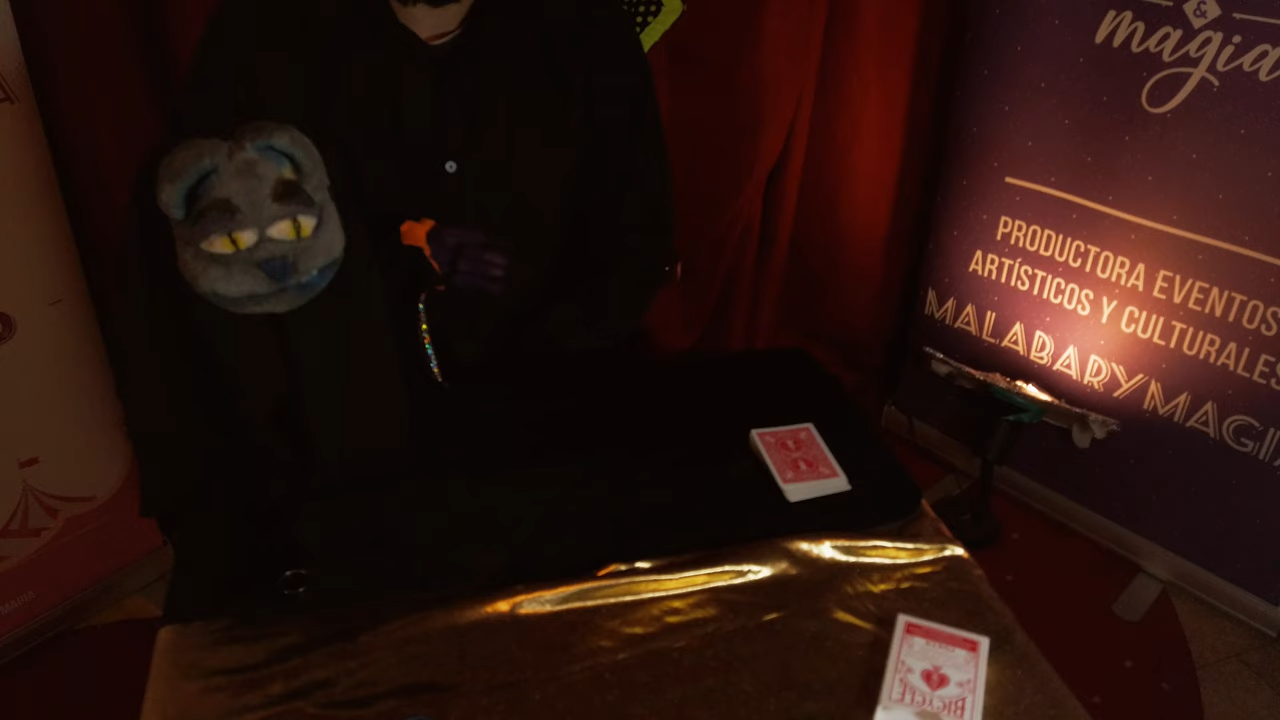 &
magia
PRODUCTORA EVENTOS
ARTÍSTICOS Y CULTURALES
MALABARYMAGIA
BICYCLE